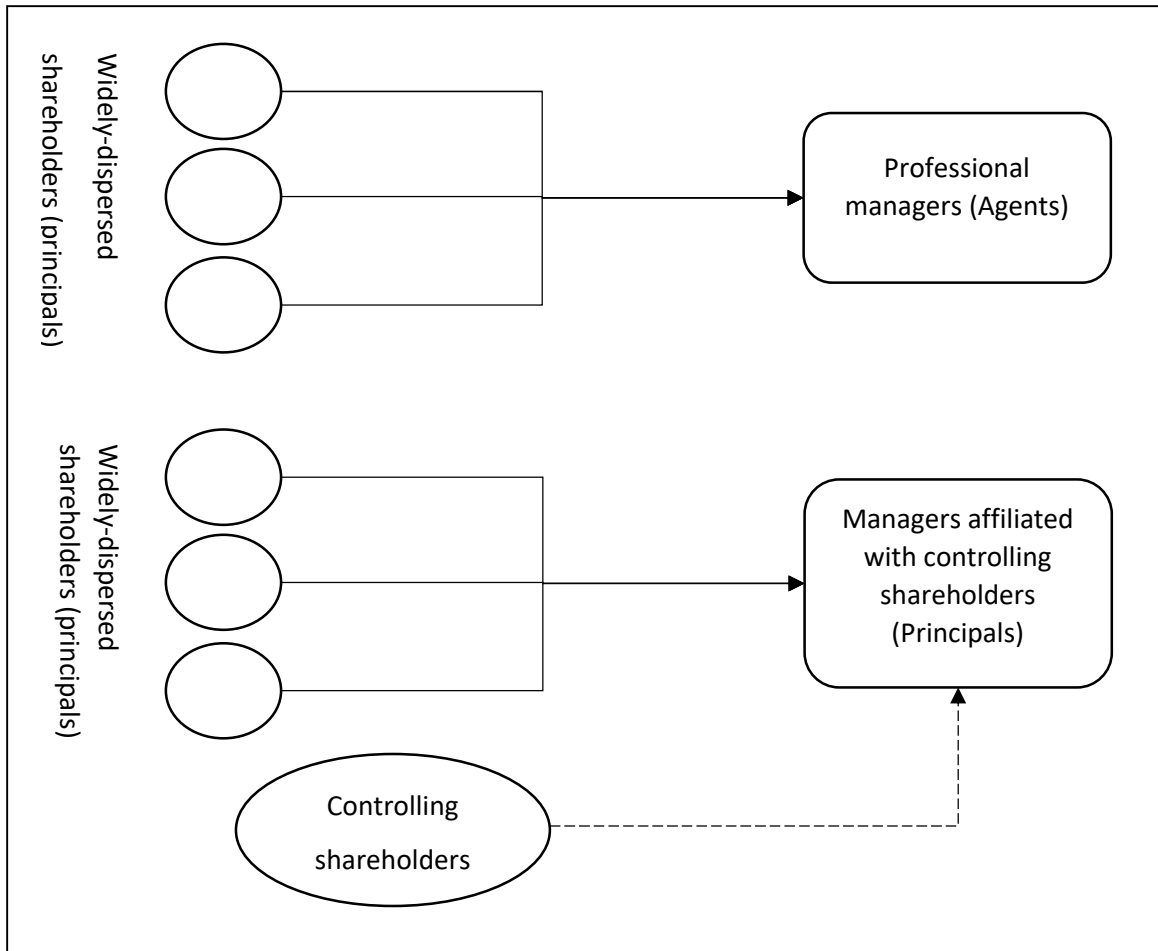 Widely-dispersed
shareholders (principals)
Professional
managers (Agents)
Widely-dispersed
shareholders (principals)
Managers affiliated
with controlling
shareholders
(Principals)
Controlling
shareholders